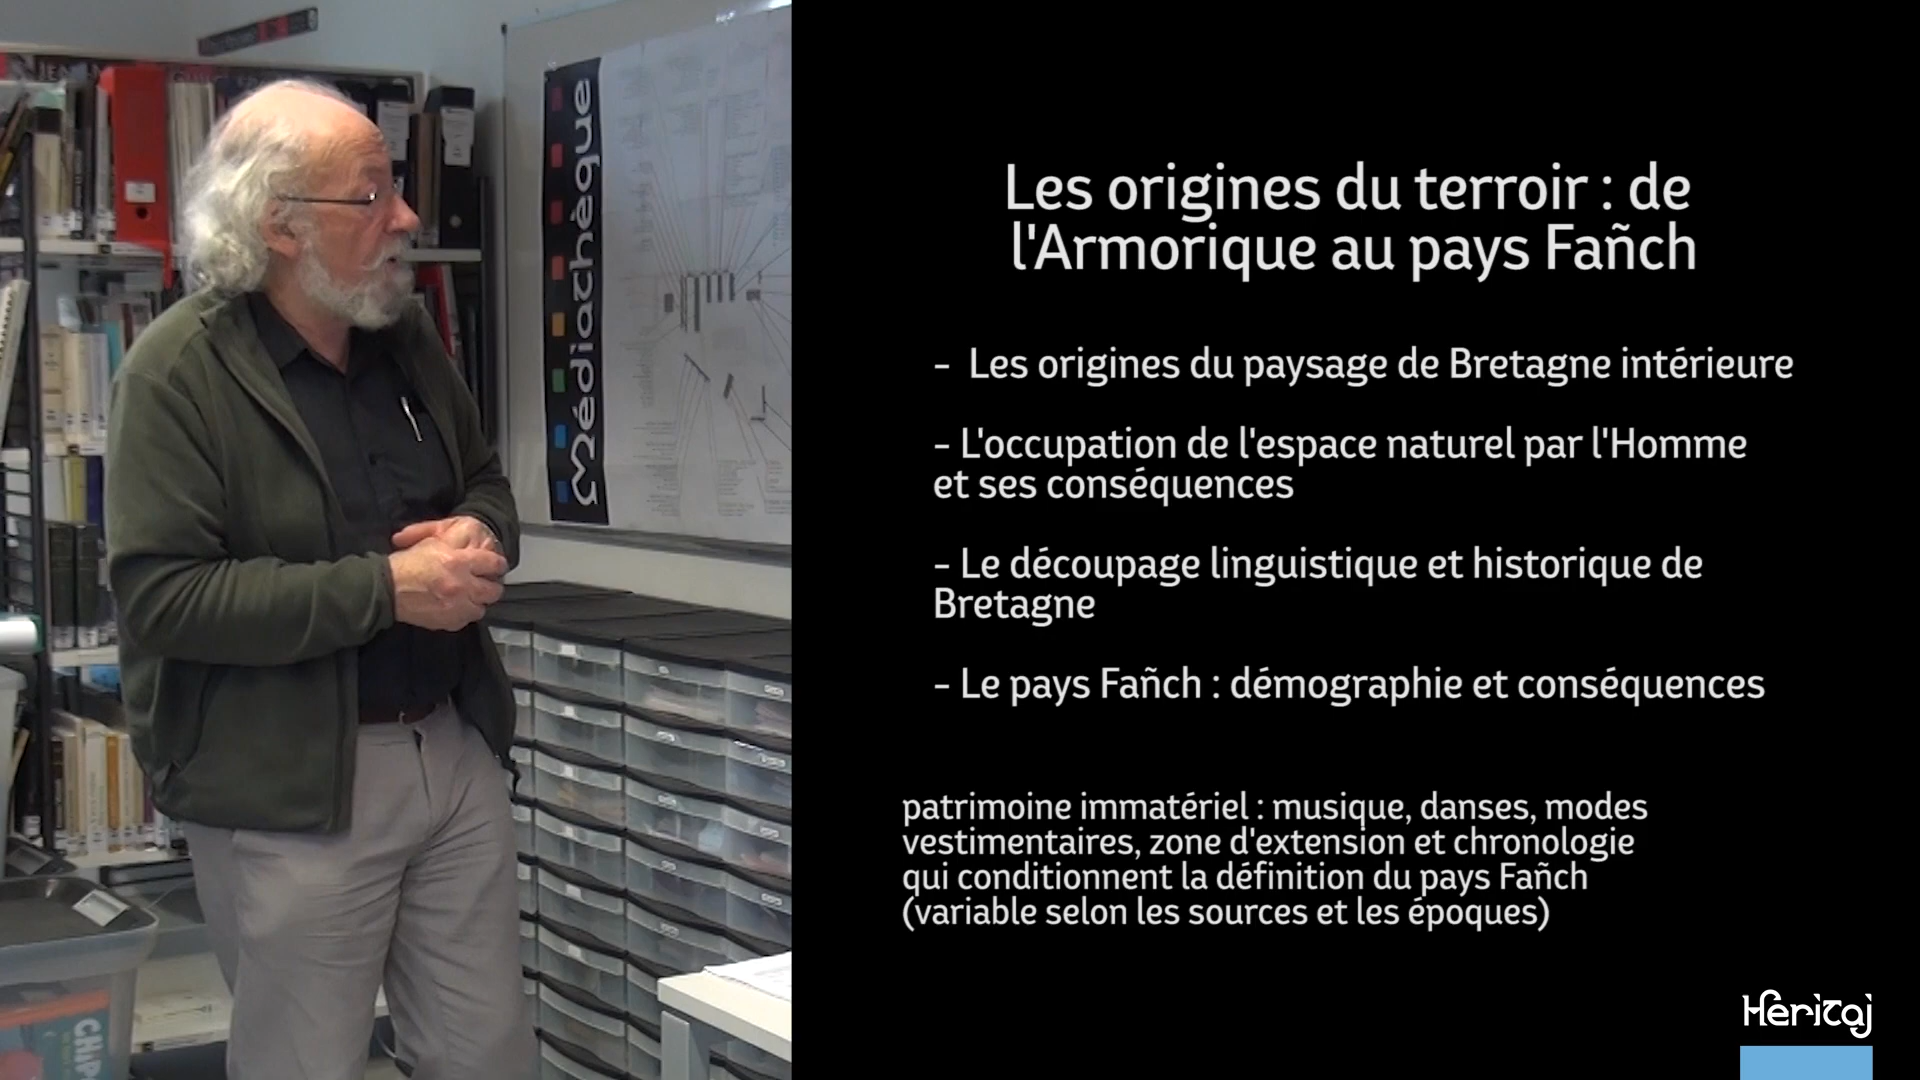 Médiathèque
Les origines du terroir : de
l'Armorique au pays Fañch
-  Les origines du paysage de Bretagne intérieure
- L'occupation de l'espace naturel par l'Homme
et ses conséquences
- Le découpage linguistique et historique de
Bretagne
- Le pays Fañch : démographie et conséquences
patrimoine immatériel : musique, danses, modes
vestimentaires, zone d'extension et chronologie
qui conditionnent la définition du pays Fañch
(variable selon les sources et les époques)
Heritaj